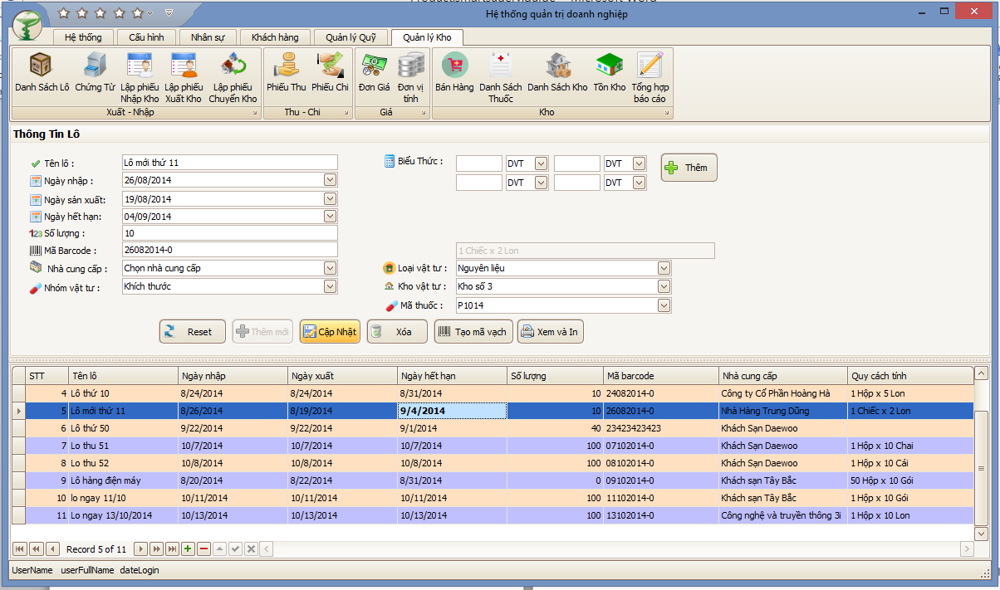 Hệ thống quản trị doanh nghiệp
Hệ thống Cấu hình Nhân sự Khách hàng Quản lý Quỹ Quản lý Kho
Danh Sách Lô Chứng Từ Lập phiếu Nhập Kho Lập phiếu Xuất Kho Lập phiếu Chuyển Kho Phiếu Thu Phiếu Chi Đơn Giá Đơn vị tính Bán Hàng Danh Sách Thuốc Danh Sách Kho Tồn Kho Tổng hợp báo cáo
Xuất - Nhập Thu - Chi Giá Kho
Thông Tin Lô
Tên lô : Lô mới thứ 11 Biểu Thức : DVT DVT Thêm
Ngày nhập : 26/08/2014 DVT DVT
Ngày sản xuất: 19/08/2014
Ngày hết hạn: 04/09/2014
123 Số lượng : 10
Mã Barcode : 26082014-0 1 Chiếc x 2 Lon
Nhà cung cấp : Chọn nhà cung cấp Loại vật tư : Nguyên liệu
Nhóm vật tư : Khích thước Kho vật tư : Kho số 3
Mã thuốc : P1014
Reset Thêm mới Cập Nhật Xóa Tạo mã vạch Xem và In
STT Tên lô Ngày nhập Ngày xuất Ngày hết hạn Số lượng Mã barcode Nhà cung cấp Quy cách tính
4 Lô thứ 10 8/24/2014 8/24/2014 8/31/2014 10 24082014-0 Công ty Cổ Phần Hoàng Hà 1 Hộp x 5 Lon
5 Lô mới thứ 11 8/26/2014 8/19/2014 9/4/2014 10 26082014-0 Nhà Hàng Trung Dũng 1 Chiếc x 2 Lon
6 Lô thứ 50 9/22/2014 9/22/2014 9/1/2014 40 23423423423 Khách Sạn Daewoo
7 Lo thu 51 10/7/2014 10/7/2014 10/7/2014 100 07102014-0 Khách Sạn Daewoo 1 Hộp x 10 Chai
8 Lo thu 52 10/8/2014 10/8/2014 10/8/2014 100 08102014-0 Khách Sạn Daewoo 1 Hộp x 10 Cái
9 Lô hàng điện máy 8/20/2014 8/22/2014 8/31/2014 0 09102014-0 Khách sạn Tây Bắc 50 Hộp x 10 Gói
10 lo ngay 11/10 10/11/2014 10/11/2014 10/11/2014 100 11102014-0 Khách sạn Tây Bắc 1 Hộp x 10 Gói
11 Lo ngay 13/10/2014 10/13/2014 10/13/2014 10/13/2014 100 13102014-0 Công nghệ và truyền thông 3i 1 Hộp x 10 Lon
Record 5 of 11
UserName userFullName dateLogin